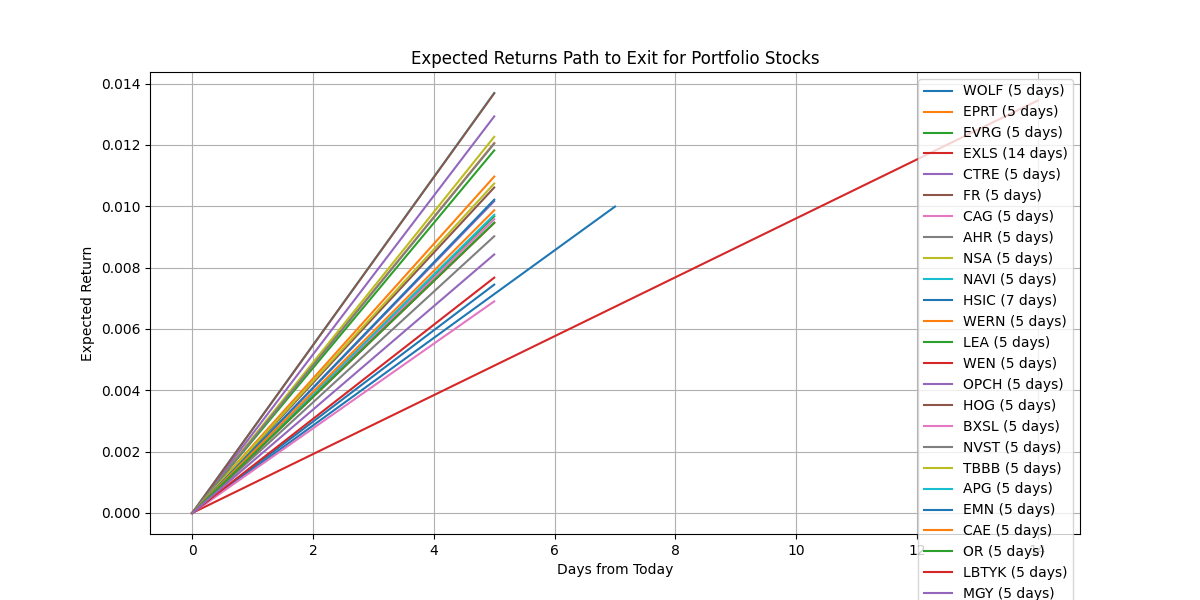 Expected Returns Path to Exit for Portfolio Stocks
Expected Return
0.014
0.012
0.010
0.008
0.006
0.004
0.002
0.000
0 2 4 6 8 10 12
Days from Today
WOLF (5 days)
EPRT (5 days)
EVRG (5 days)
EXLS (14 days)
CTRE (5 days)
FR (5 days)
CAG (5 days)
AHR (5 days)
NSA (5 days)
NAVI (5 days)
HSIC (7 days)
WERN (5 days)
LEA (5 days)
WEN (5 days)
OPCH (5 days)
HOG (5 days)
BXSL (5 days)
NVST (5 days)
TBBB (5 days)
APG (5 days)
EMN (5 days)
CAE (5 days)
OR (5 days)
LBTYK (5 days)
MGY (5 days)